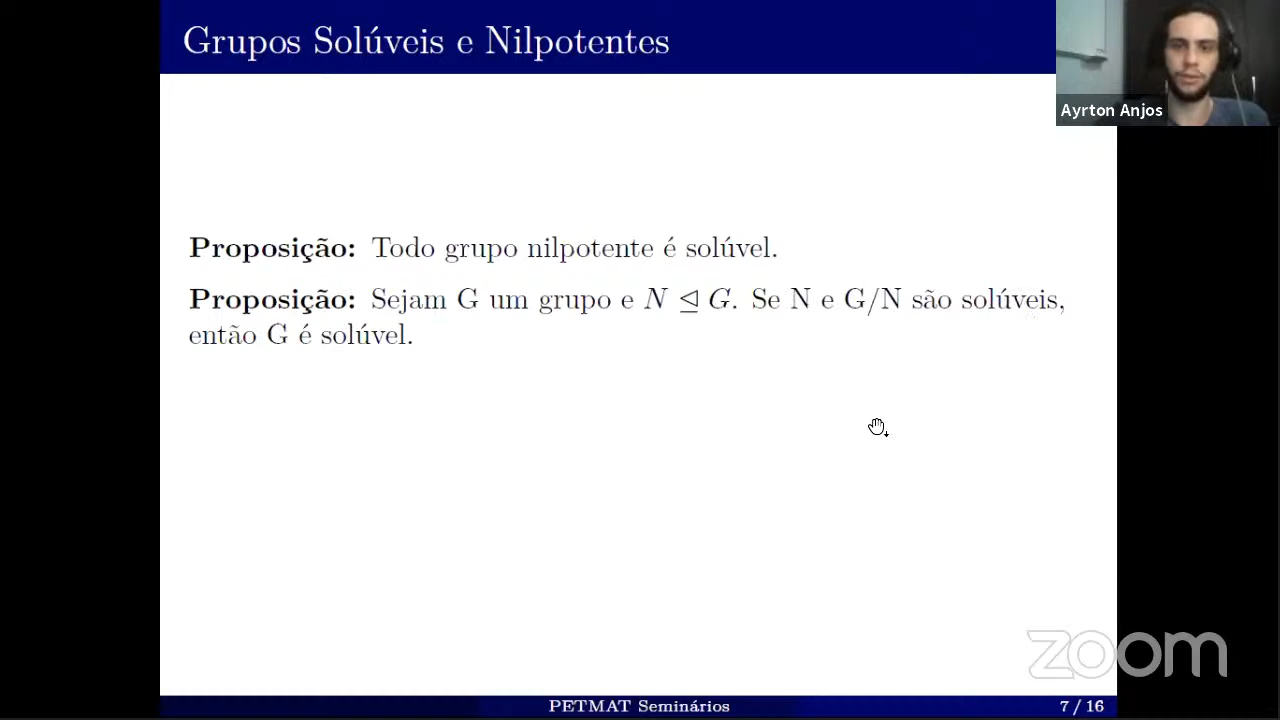 Grupos Solúveis e Nilpotentes
Ayrton Anjos
Proposição: Todo grupo nilpotente é solúvel.
Proposição: Sejam G um grupo e N ⊴ G. Se N e G/N são solúveis,
então G é solúvel.
zoom
PETMAT Seminários
7 / 16